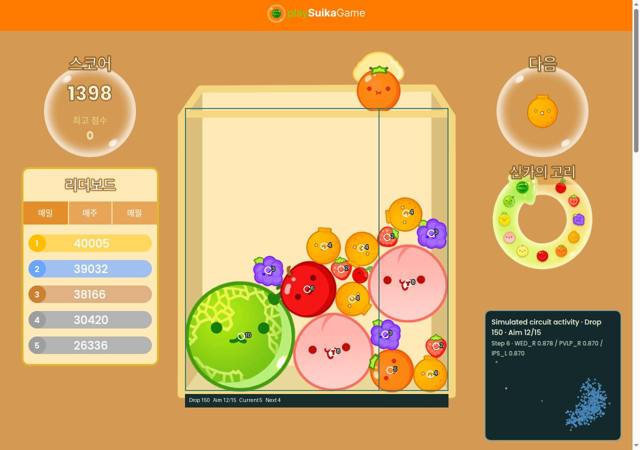 playSuikaGame
스코어
1398
최고 점수
0
리더보드
매일
매주
매월
1 40005
2 39032
3 38166
4 30420
5 26336
다음
신카의 고리
Simulated circuit activity · Drop
150 · Aim 12/15
Step 6 · WED_R 0.878 / PVLP_R 0.870 /
IPS_L 0.870
Drop 150 Aim 12/15 Current 5 Next 4